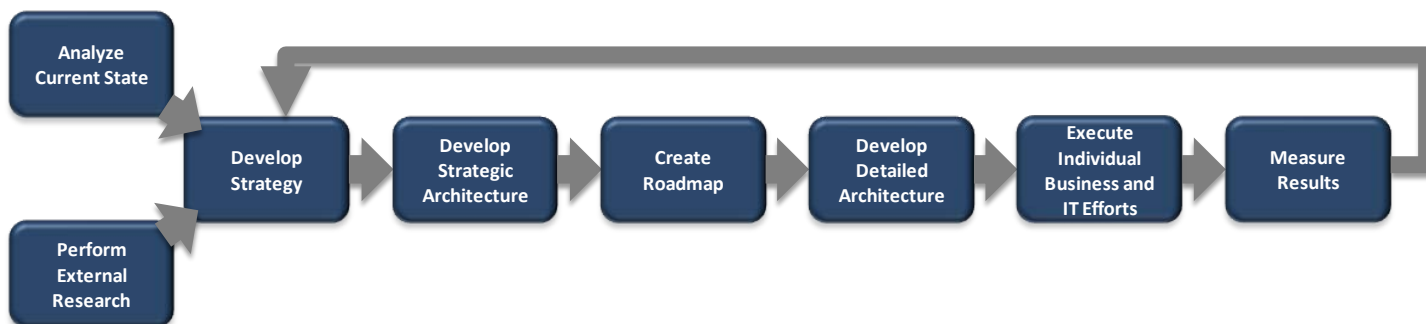 Analyze
Current State
Perform
External
Research
Develop
Strategy
Develop
Strategic
Architecture
Create
Roadmap
Develop
Detailed
Architecture
Execute
Individual
Business and
IT Efforts
Measure
Results